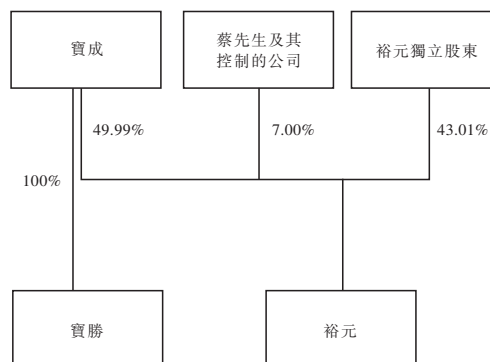 寶成
蔡先生及其
控制的公司
裕元獨立股東
49.99%
7.00%
43.01%
100%
寶勝
裕元